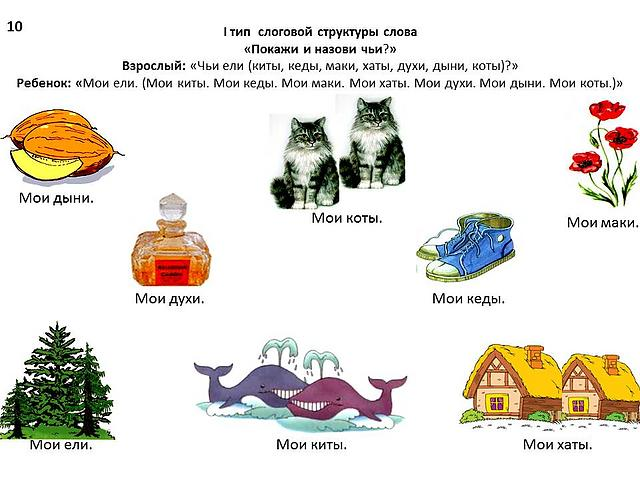 10
I тип слоговой структуры слова
«Покажи и назови чьи?»
Взрослый: «Чьи ели (киты, кеды, маки, хаты, духи, дыни, коты)?»
Ребенок: «Мои ели. (Мои киты. Мои кеды. Мои маки. Мои хаты. Мои духи. Мои дыни. Мои коты.)»
Мои дыни.
Мои коты.
Мои маки.
Мои духи.
Мои кеды.
Мои ели.
Мои киты.
Мои хаты.